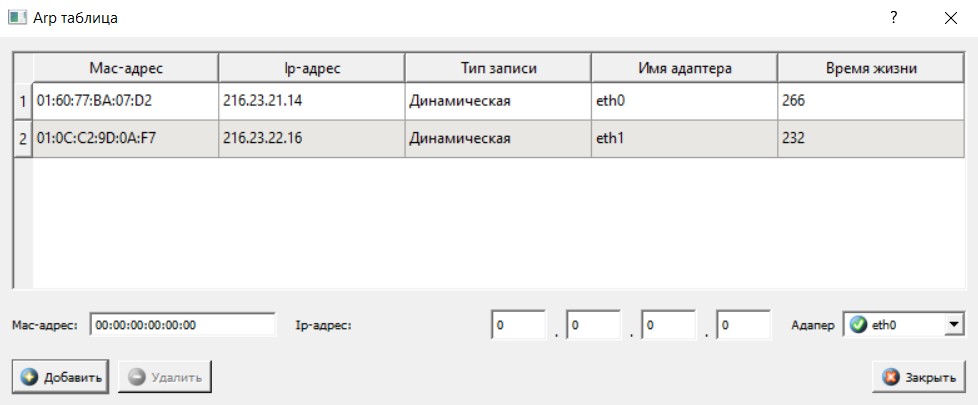 Arp таблица ?
Mac-адрес Ip-адрес Тип записи Имя адаптера Время жизни
1 01:60:77:BA:07:D2 216.23.21.14 Динамическая eth0 266
2 01:0C:C2:9D:0A:F7 216.23.22.16 Динамическая eth1 232
Mac-адрес: 00:00:00:00:00:00 Ip-адрес: 0 . 0 . 0 . 0 Адапер eth0
Добавить Удалить Закрыть